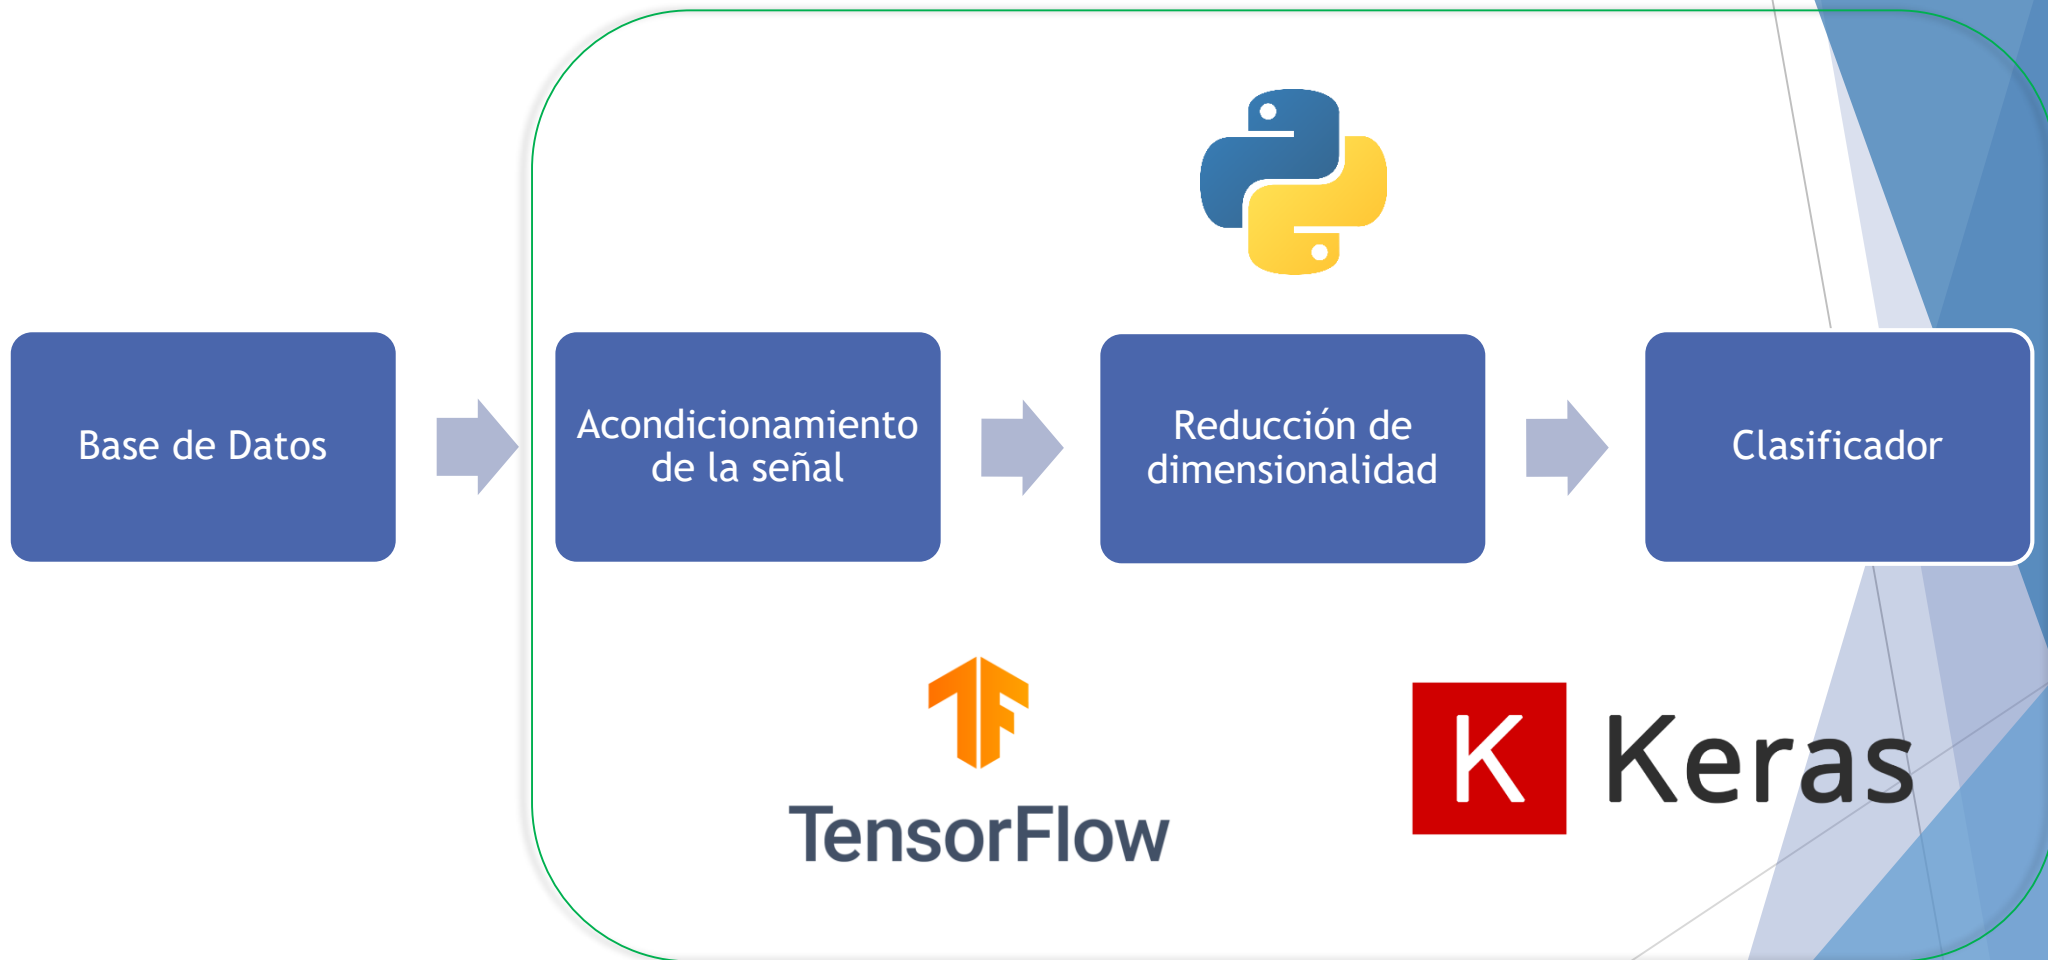 Base de Datos
Acondicionamiento
de la señal
Reducción de
dimensionalidad
Clasificador
TensorFlow
K Keras